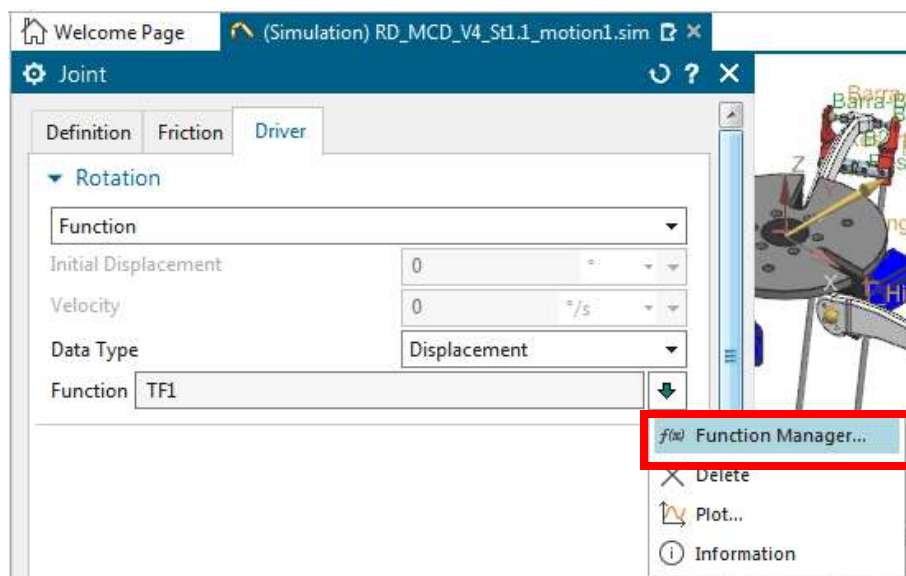 Welcome Page
(Simulation) RD_MCD_V4_St1.1_motion1.sim
Joint
Definition Friction Driver
Rotation
Function
Initial Displacement 0 °
Velocity 0 °/s
Data Type Displacement
Function TF1
f(x) Function Manager...
Delete
Plot...
Information
Z
X